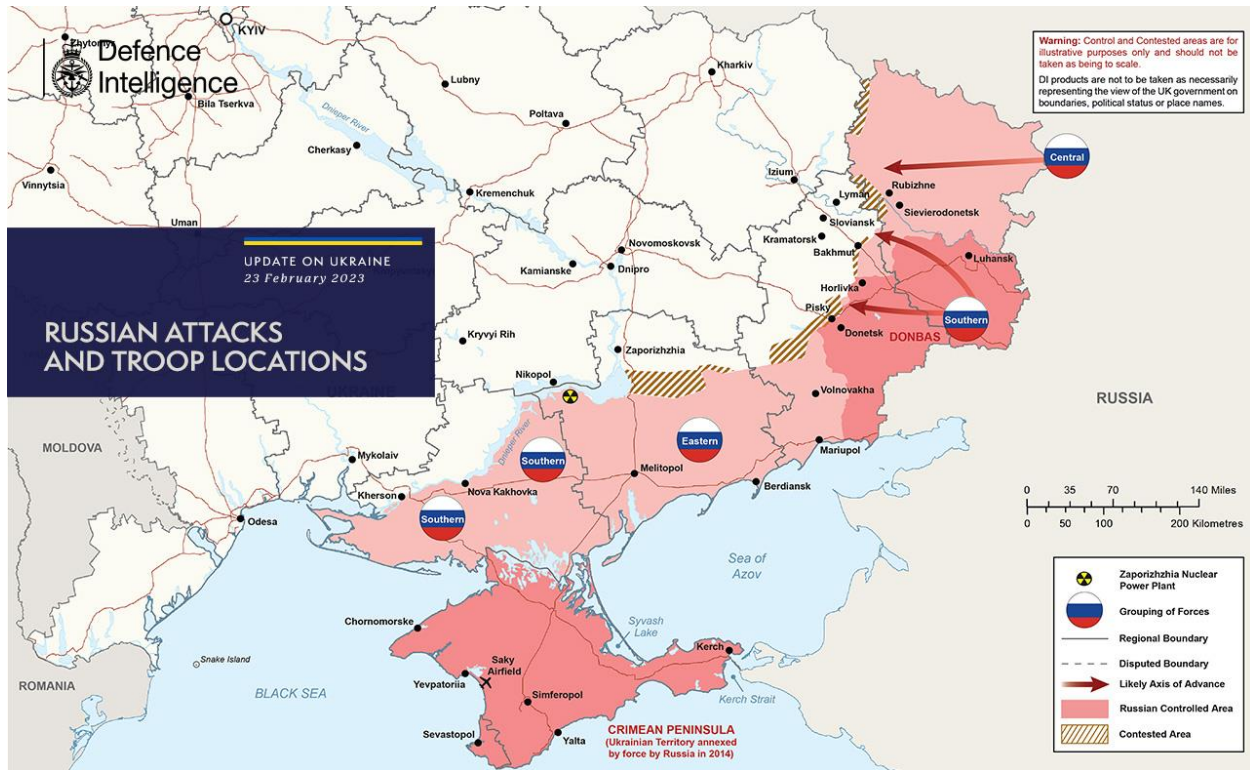 KYIV
Zhytomyr
Defence
Intelligence
Bila Tserkva
Lubny
Kharkiv
Warning: Control and Contested areas are for
illustrative purposes only and should not be
taken as being to scale.
DI products are not to be taken as necessarily
representing the view of the UK government on
boundaries, political status or place names.
Poltava
Dnieper River
Cherkasy
Central
Vinnytsia
Izium
Kremenchuk
Rubizhne
Lyman
Sievierodonetsk
Uman
Sloviansk
Kramatorsk
Novomoskovsk
Bakhmut
UPDATE ON UKRAINE
23 February 2023
Kamianske
Dnipro
Luhansk
Horlivka
Pisky
Southern
RUSSIAN ATTACKS
AND TROOP LOCATIONS
Kryvyi Rih
Donetsk
DONBAS
Zaporizhzhia
Nikopol
UKRAINE
Volnovakha
RUSSIA
MOLDOVA
Dnieper River
Eastern
Mariupol
Mykolaiv
Southern
Melitopol
Kherson
Nova Kakhovka
Berdiansk
Southern
Odesa
0 35 70 140 Miles
0 50 100 200 Kilometres
Sea of
Azov
Zaporizhzhia Nuclear
Power Plant
Grouping of Forces
Regional Boundary
Disputed Boundary
Likely Axis of Advance
Russian Controlled Area
Contested Area
Chornomorske
Syvash
Lake
Kerch
Snake Island
Saky
Airfield
Yevpatoriia
ROMANIA
BLACK SEA
Simferopol
Kerch Strait
Sevastopol
Yalta
CRIMEAN PENINSULA
(Ukrainian Territory annexed
by force by Russia in 2014)